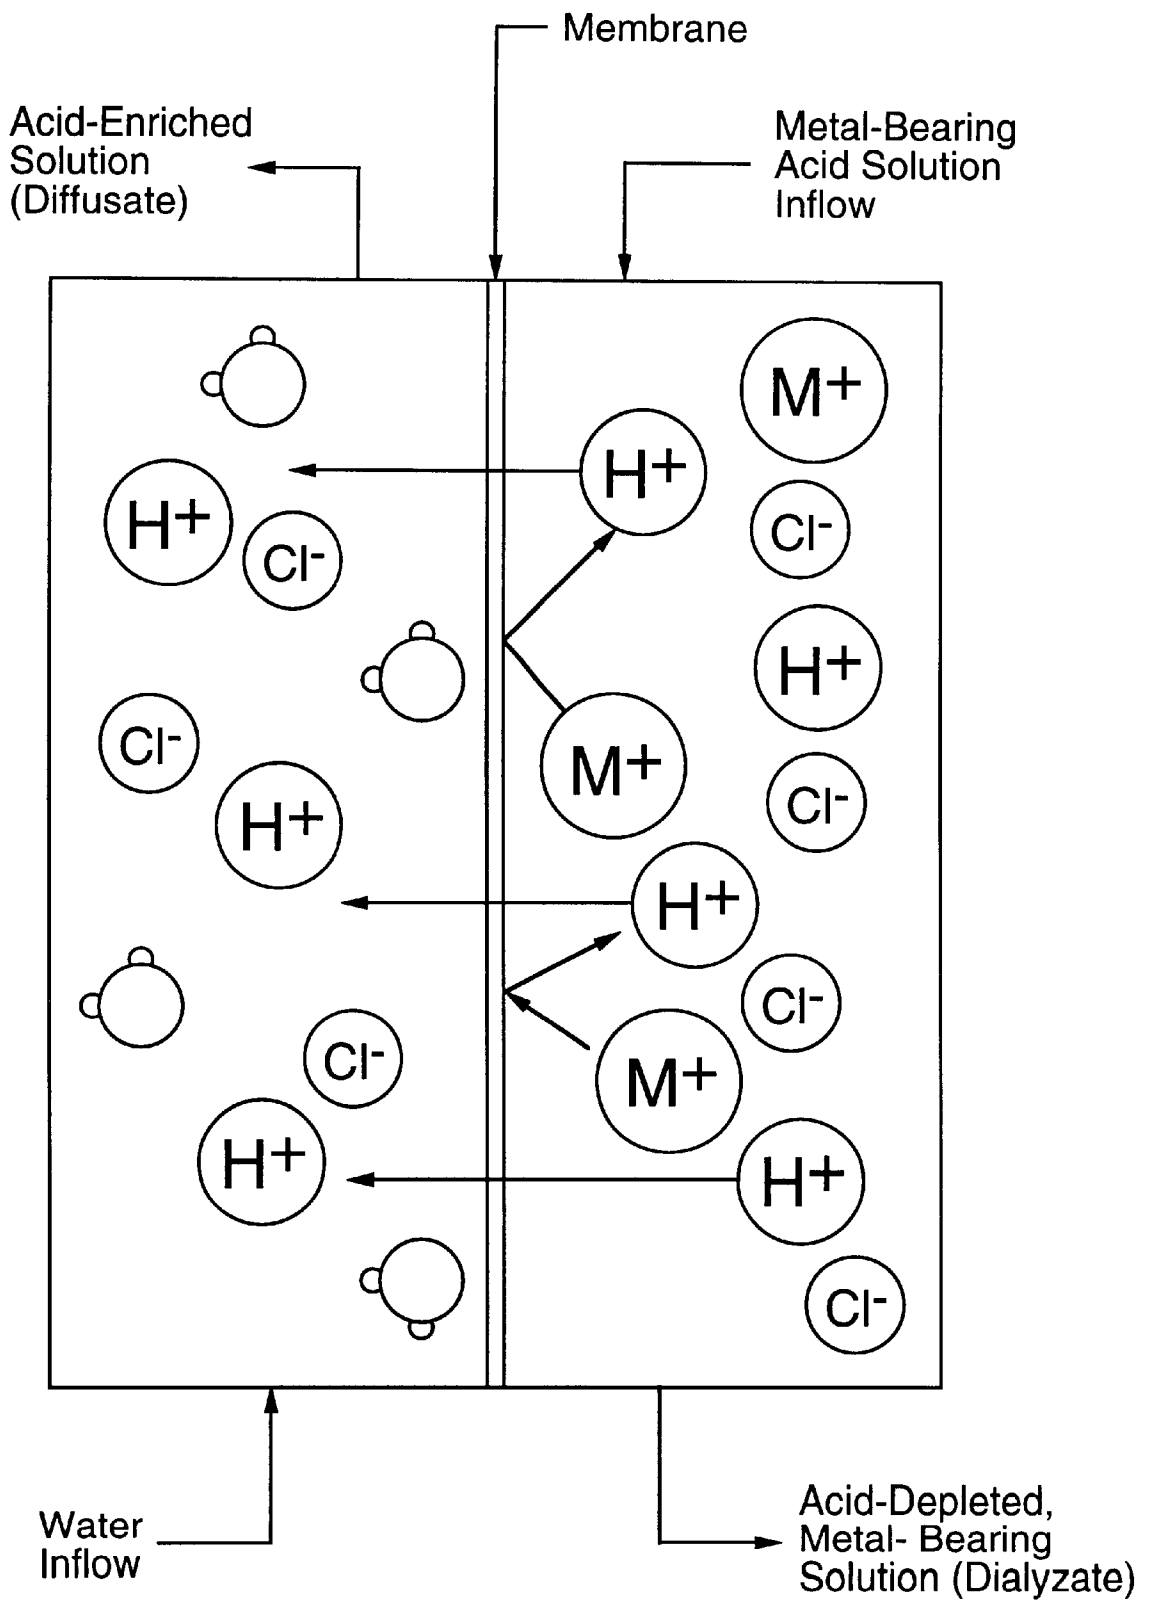 Membrane
Acid-Enriched
Solution
(Diffusate)
Metal-Bearing
Acid Solution
Inflow
M+
H+
H+
Cl-
Cl-
H+
Cl-
M+
H+
Cl-
H+
Cl-
Cl-
M+
H+
H+
Cl-
Water
Inflow
Acid-Depleted,
Metal- Bearing
Solution (Dialyzate)